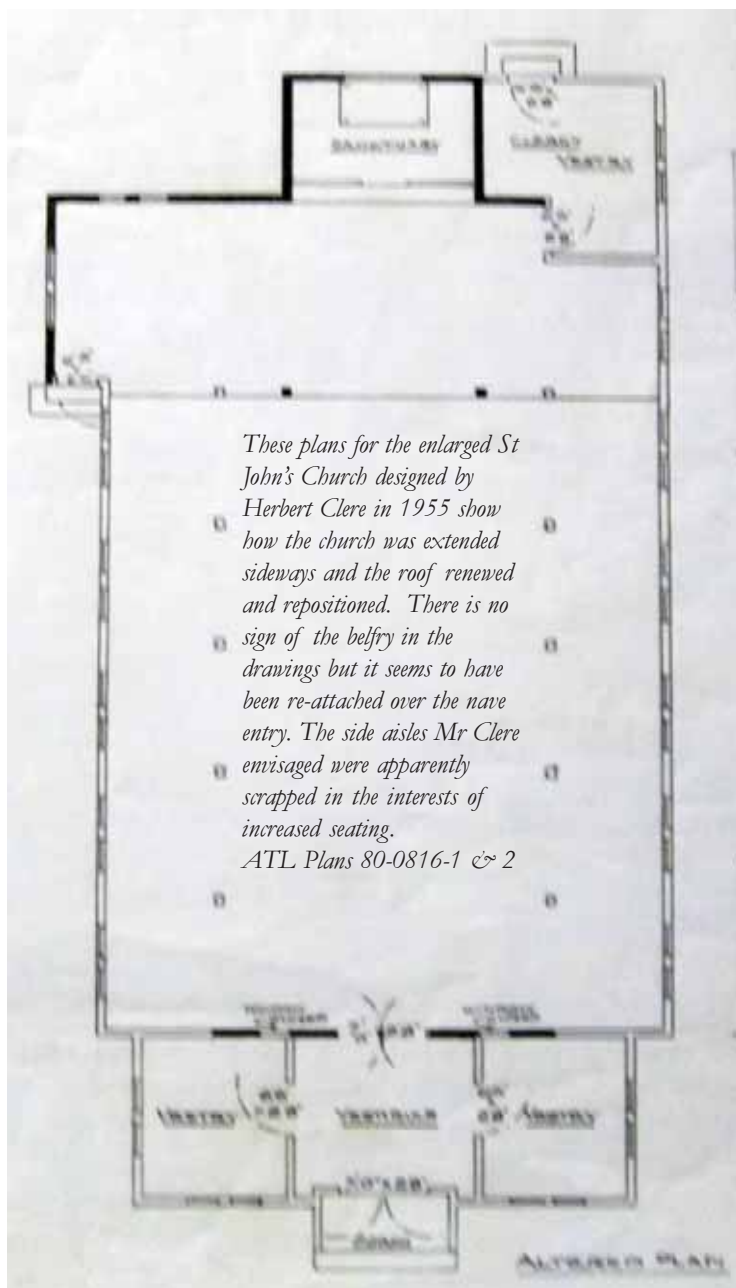 SANCTUARY
CLERGY
VESTRY
These plans for the enlarged St
John's Church designed by
Herbert Clere in 1955 show
how the church was extended
sideways and the roof renewed
and repositioned. There is no
sign of the belfry in the
drawings but it seems to have
been re-attached over the nave
entry. The side aisles Mr Clere
envisaged were apparently
scrapped in the interests of
increased seating.
ATL Plans 80-0816-1 & 2
VESTRY VESTIBULE VESTRY
PORCH
ALTERED PLAN